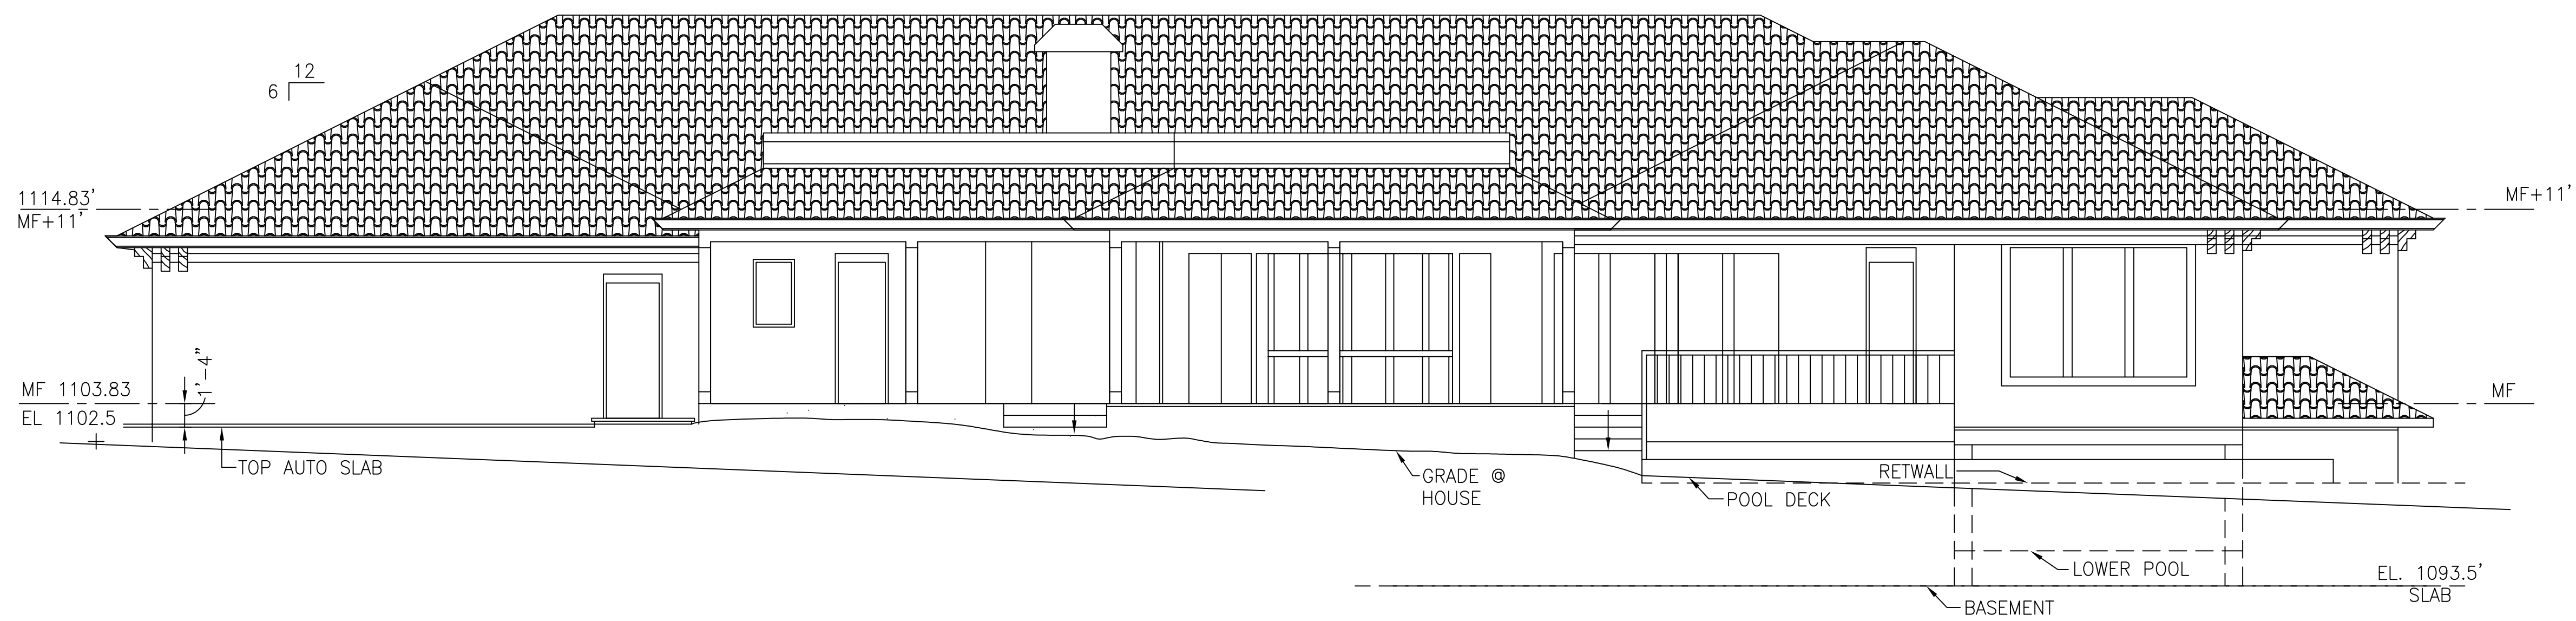 12
6
1114.83'
MF+11'
MF+11'
1'-4"
MF 1103.83
EL 1102.5
MF
TOP AUTO SLAB
GRADE @
HOUSE
RETWALL
POOL DECK
LOWER POOL
EL. 1093.5'
SLAB
BASEMENT